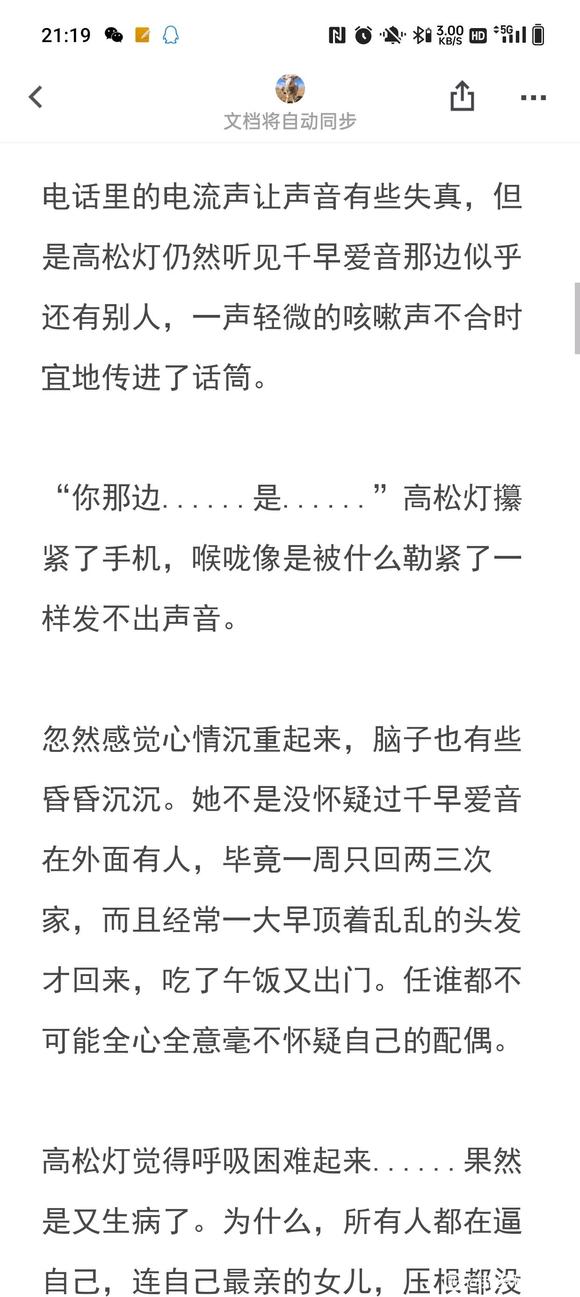 21:19
3.00
KB/S
HD
5G
文档将自动同步
电话里的电流声让声音有些失真，但
是高松灯仍然听见千早爱音那边似乎
还有别人，一声轻微的咳嗽声不合时
宜地传进了话筒。
“你那边......是......”高松灯攥
紧了手机，喉咙像是被什么勒紧了一
样发不出声音。
忽然感觉心情沉重起来，脑子也有些
昏昏沉沉。她不是没怀疑过千早爱音
在外面有人，毕竟一周只回两三次
家，而且经常一大早顶着乱乱的头发
才回来，吃了午饭又出门。任谁都不
可能全心全意毫不怀疑自己的配偶。
高松灯觉得呼吸困难起来......果然
是又生病了。为什么，所有人都在逼
自己，连自己最亲的女儿，压根都没